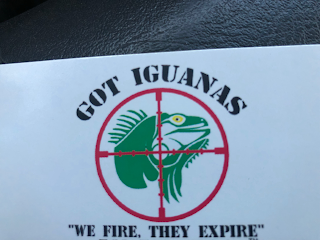 GOT IGUANAS
"WE FIRE, THEY EXPIRE"